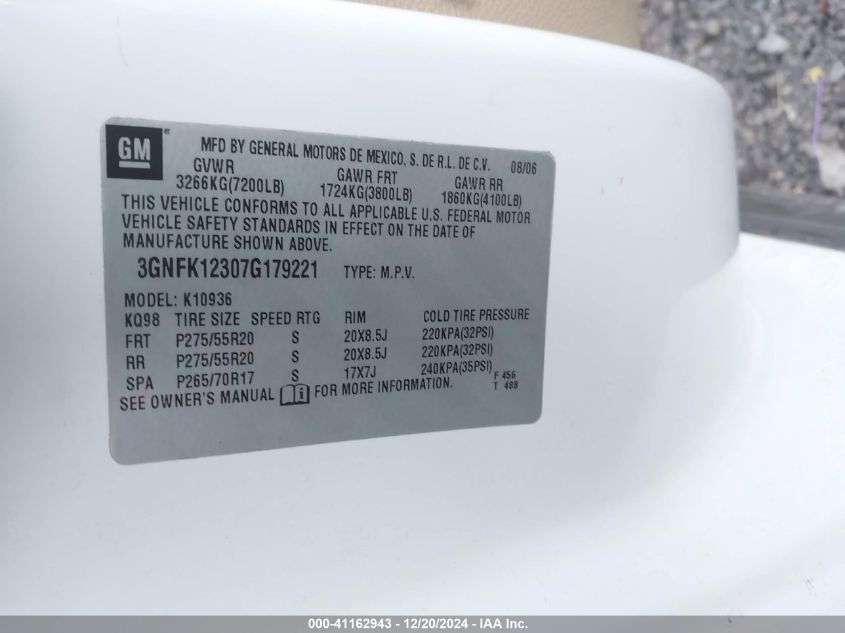 GM® MFD BY GENERAL MOTORS DE MEXICO, S. DE R.L. DE C.V. 08/06
GVWR GAWR FRT GAWR RR
3266KG(7200LB) 1724KG(3800LB) 1860KG(4100LB)
THIS VEHICLE CONFORMS TO ALL APPLICABLE U.S. FEDERAL MOTOR
VEHICLE SAFETY STANDARDS IN EFFECT ON THE DATE OF
MANUFACTURE SHOWN ABOVE.
3GNFK12307G179221 TYPE: M.P.V.
MODEL: K10936
KQ98 TIRE SIZE SPEED RTG RIM COLD TIRE PRESSURE
FRT P275/55R20 S 20X8.5J 220KPA(32PSI)
RR P275/55R20 S 20X8.5J 220KPA(32PSI)
SPA P265/70R17 S 17X7J 240KPA(35PSI) F 456
SEE OWNER'S MANUAL i FOR MORE INFORMATION. T 488
000-41162943 - 12/20/2024 - IAA Inc.